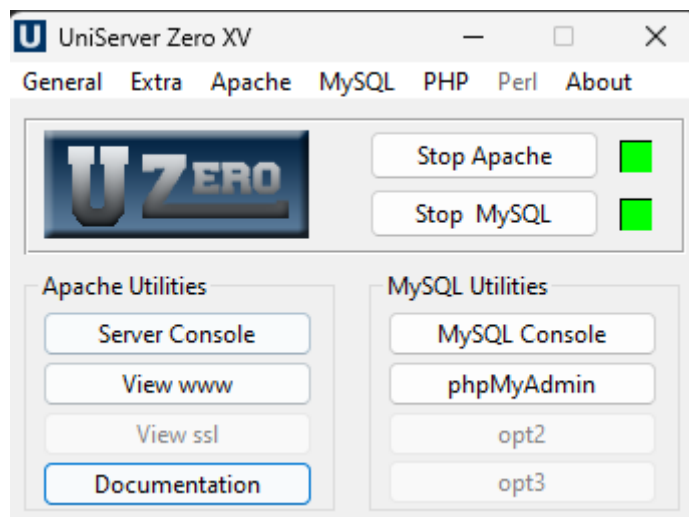 U UniServer Zero XV
General Extra Apache MySQL PHP Perl About
U ZERO
Stop Apache
Stop MySQL
Apache Utilities
Server Console
View www
View ssl
Documentation
MySQL Utilities
MySQL Console
phpMyAdmin
opt2
opt3